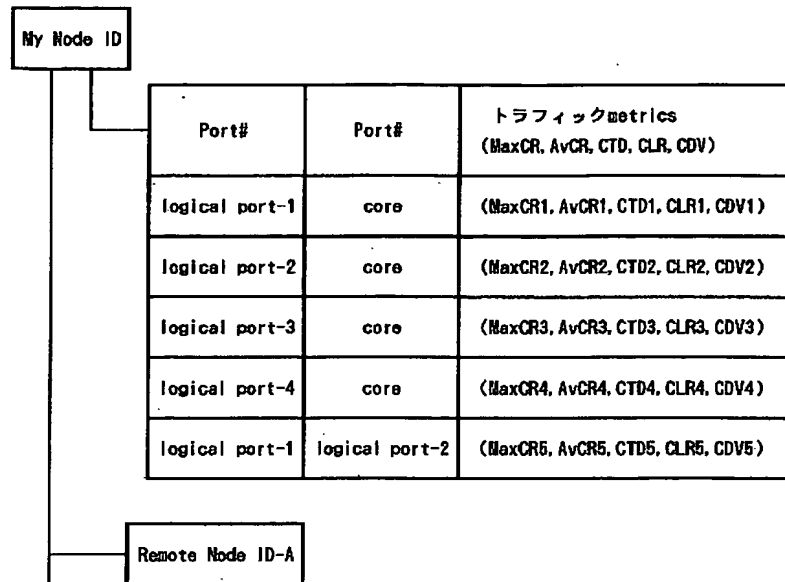 My Node ID
Port# Port# トラフィックmetrics
(MaxCR, AvCR, CTD, CLR, CDV)
logical port-1 core (MaxCR1, AvCR1, CTD1, CLR1, CDV1)
logical port-2 core (MaxCR2, AvCR2, CTD2, CLR2, CDV2)
logical port-3 core (MaxCR3, AvCR3, CTD3, CLR3, CDV3)
logical port-4 core (MaxCR4, AvCR4, CTD4, CLR4, CDV4)
logical port-1 logical port-2 (MaxCR5, AvCR5, CTD5, CLR5, CDV5)
Remote Node ID-A